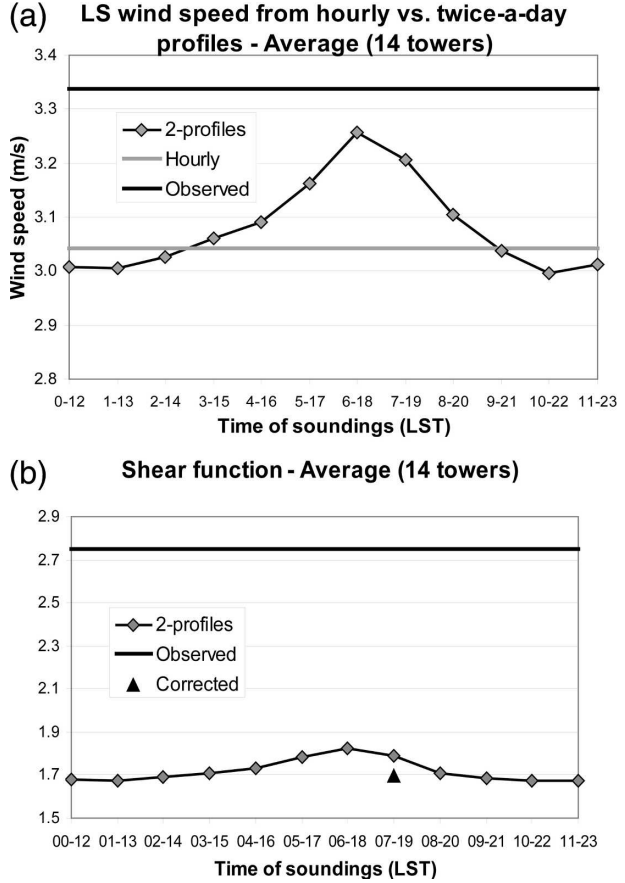 (a) LS wind speed from hourly vs. twice-a-day
profiles - Average (14 towers)
3.4
3.3
3.2
3.1
3.0
2.9
2.8
Wind speed (m/s)
2-profiles
Hourly
Observed
0-12 1-13 2-14 3-15 4-16 5-17 6-18 7-19 8-20 9-21 10-22 11-23
Time of soundings (LST)
(b) Shear function - Average (14 towers)
2.9
2.7
2.5
2.3
2.1
1.9
1.7
1.5
2-profiles
Observed
Corrected
00-12 01-13 02-14 03-15 04-16 05-17 06-18 07-19 08-20 09-21 10-22 11-23
Time of soundings (LST)